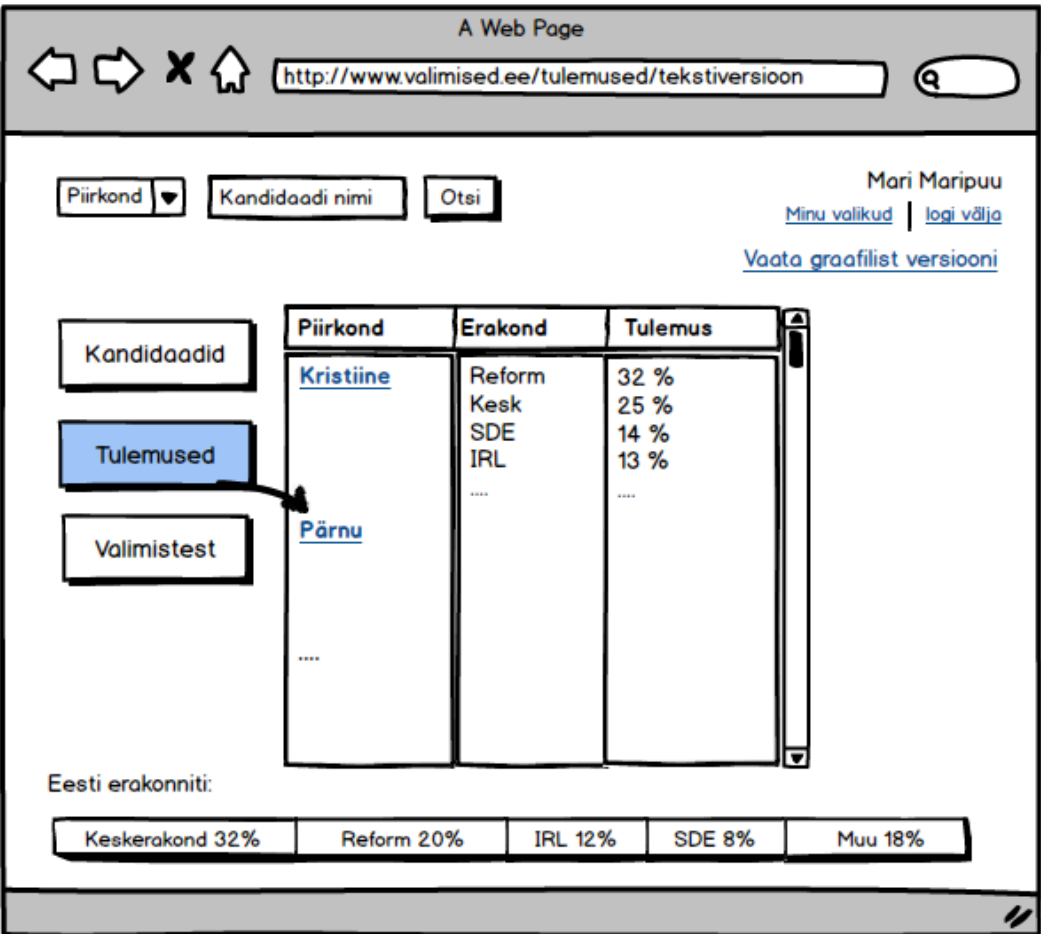 A Web Page
http://www.valimised.ee/tulemused/tekstiversioon
Piirkond
Kandidaadi nimi
Otsi
Mari Maripuu
Minu valikud | logi välja
Vaata graafilist versiooni
Kandidaadid
Tulemused
Valimistest
Piirkond Erakond Tulemus
Kristiine Reform 32 %
Kesk 25 %
SDE 14 %
IRL 13 %
.... ....
Pärnu
....
Eesti erakonniti:
Keskerakond 32% Reform 20% IRL 12% SDE 8% Muu 18%